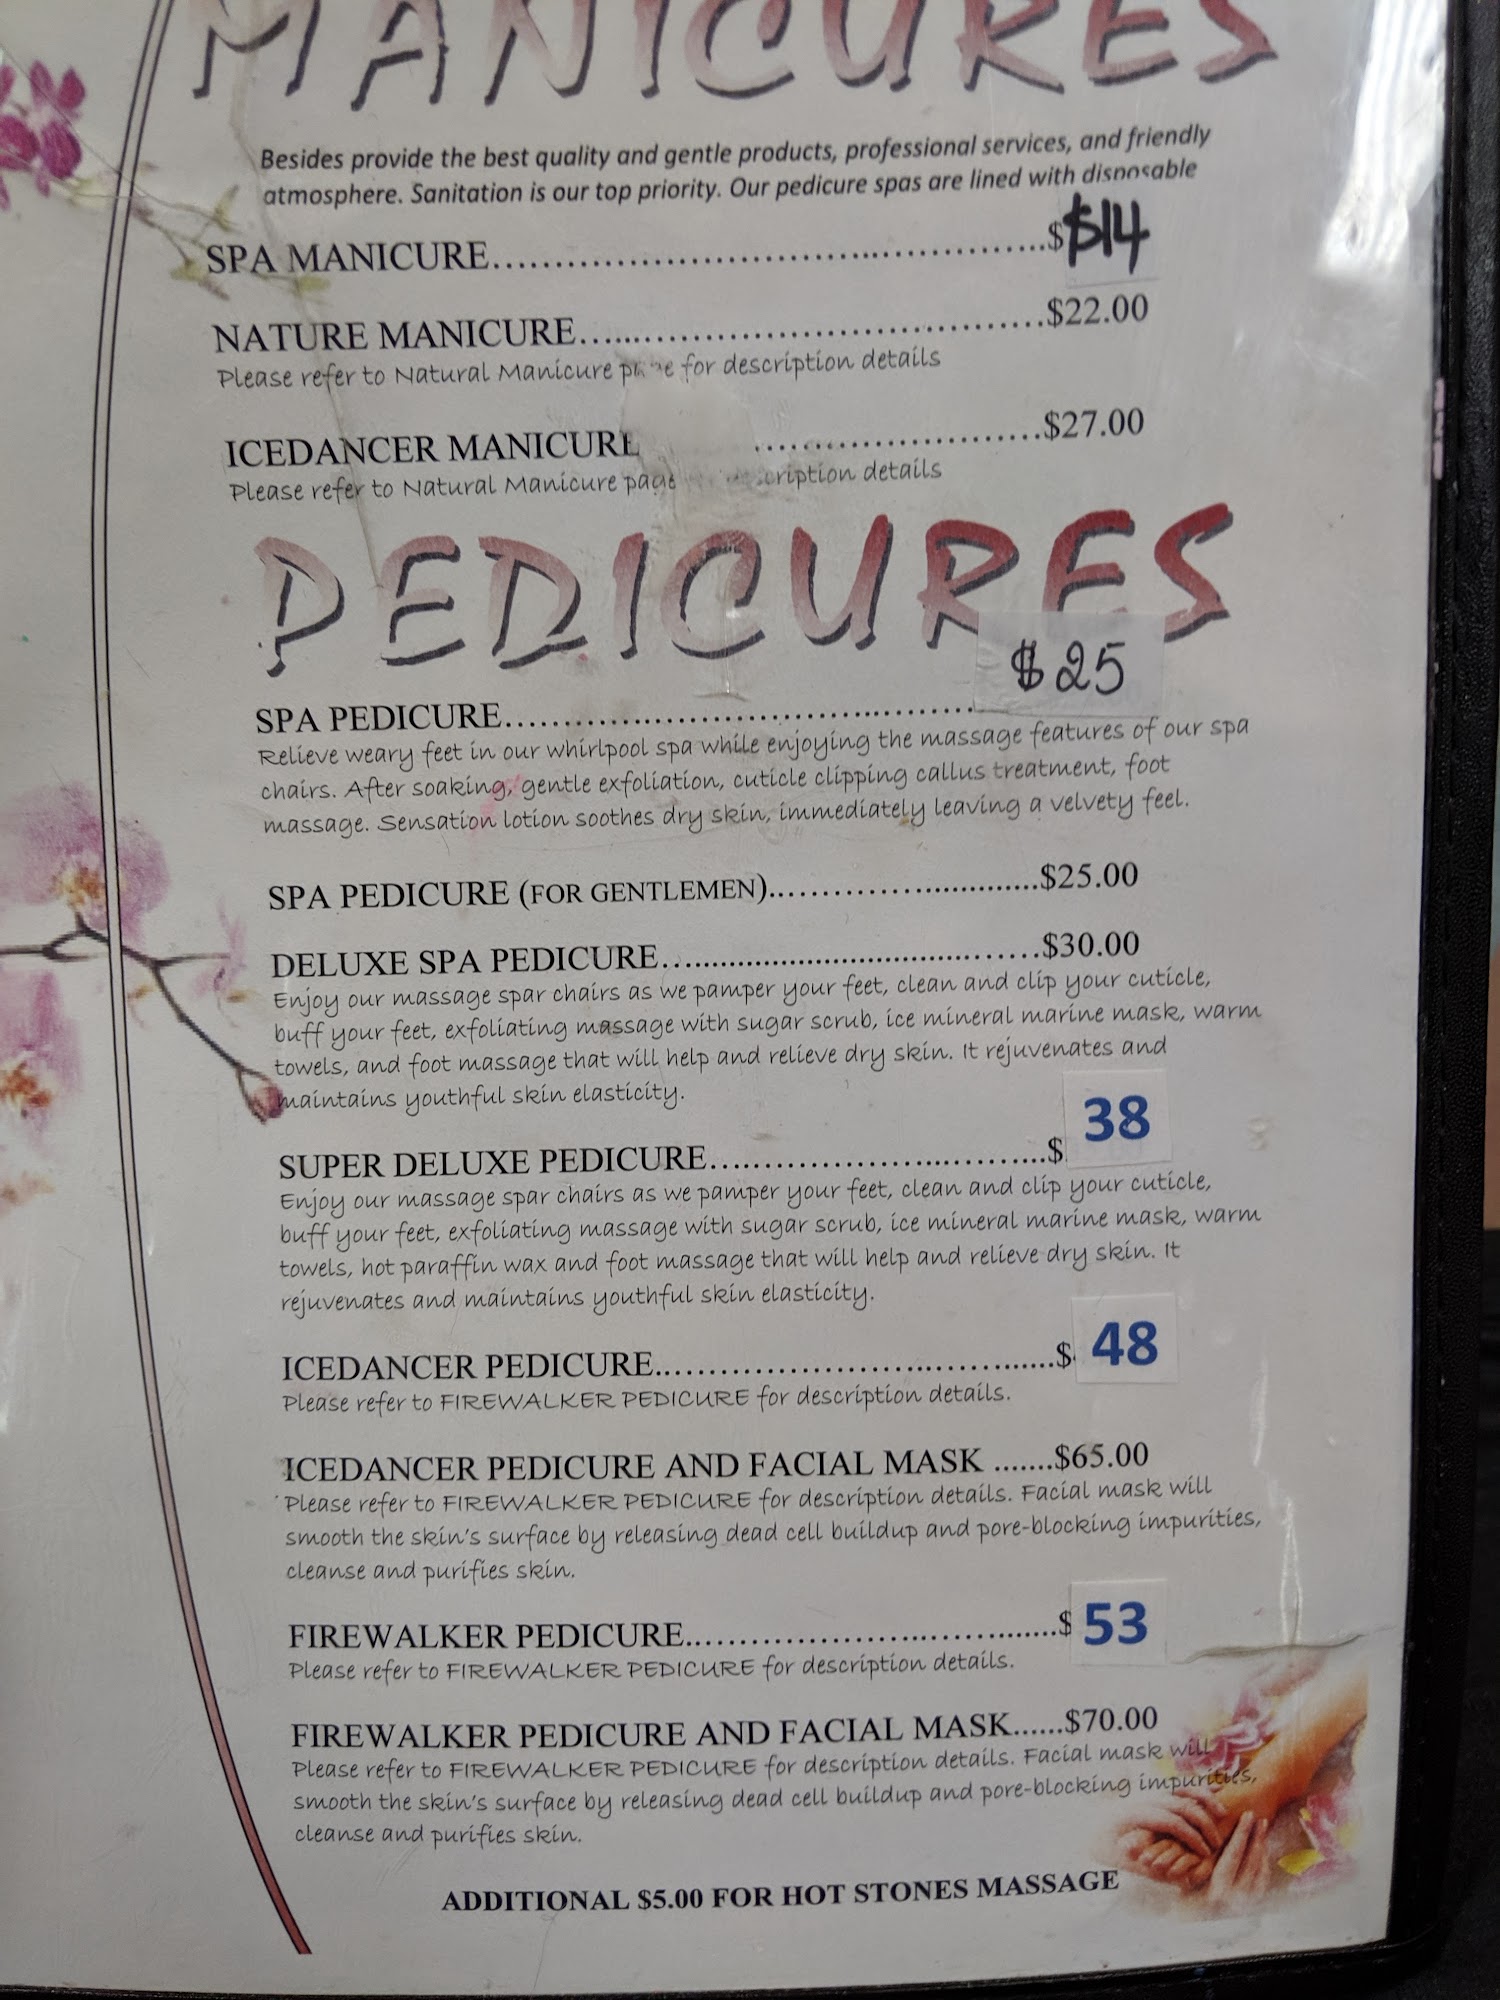 MANICURES
Besides provide the best quality and gentle products, professional services, and friendly
atmosphere. Sanitation is our top priority. Our pedicure spas are lined with disposable
SPA MANICURE..........................................$ $14
NATURE MANICURE..........................................$22.00
Please refer to Natural Manicure for description details
ICEDANCER MANICURE ..........................$27.00
Please refer to Natural Manicure page details
PEDICURES
$25
SPA PEDICURE..........................................
Relieve weary feet in our whirlpool spa while enjoying the massage features of our spa
chairs. After soaking, gentle exfoliation, cuticle clipping callus treatment, foot
massage. Sensation lotion soothes dry skin, immediately leaving a velvety feel.
SPA PEDICURE (FOR GENTLEMEN)..........................$25.00
DELUXE SPA PEDICURE..........................................$30.00
Enjoy our massage spar chairs as we pamper your feet, clean and clip your cuticle,
buff your feet, exfoliating massage with sugar scrub, ice mineral marine mask, warm
towels, and foot massage that will help and relieve dry skin. It rejuvenates and
maintains youthful skin elasticity.
SUPER DELUXE PEDICURE....................................$ 38
Enjoy our massage spar chairs as we pamper your feet, clean and clip your cuticle,
buff your feet, exfoliating massage with sugar scrub, ice mineral marine mask, warm
towels, hot paraffin wax and foot massage that will help and relieve dry skin. It
rejuvenates and maintains youthful skin elasticity.
ICEDANCER PEDICURE..........................................$ 48
Please refer to FIREWALKER PEDICURE for description details.
ICEDANCER PEDICURE AND FACIAL MASK .......$65.00
Please refer to FIREWALKER PEDICURE for description details. Facial mask will
smooth the skin's surface by releasing dead cell buildup and pore-blocking impurities,
cleanse and purifies skin.
FIREWALKER PEDICURE.......................................$ 53
Please refer to FIREWALKER PEDICURE for description details.
FIREWALKER PEDICURE AND FACIAL MASK......$70.00
Please refer to FIREWALKER PEDICURE for description details. Facial mask will
smooth the skin's surface by releasing dead cell buildup and pore-blocking impurities,
cleanse and purifies skin.
ADDITIONAL $5.00 FOR HOT STONES MASSAGE